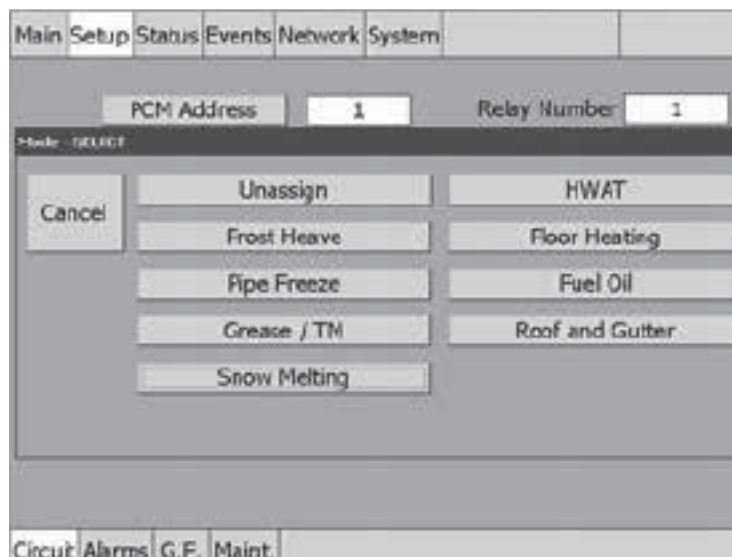 Main Setup Status Events Network System
PCM Address 1 Relay Number 1
Mode - SELECT
Cancel
Unassign HWAT
Frost Heave Floor Heating
Pipe Freeze Fuel Oil
Grease / TM Roof and Gutter
Snow Melting
Circuit Alarms G.F. Maint.